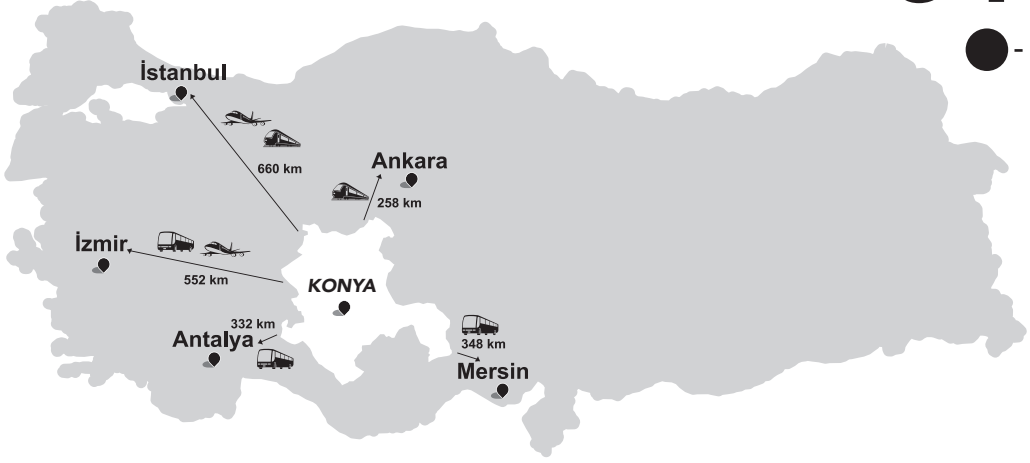 İstanbul
660 km
Ankara
258 km
İzmir
552 km
KONYA
332 km
Antalya
348 km
Mersin